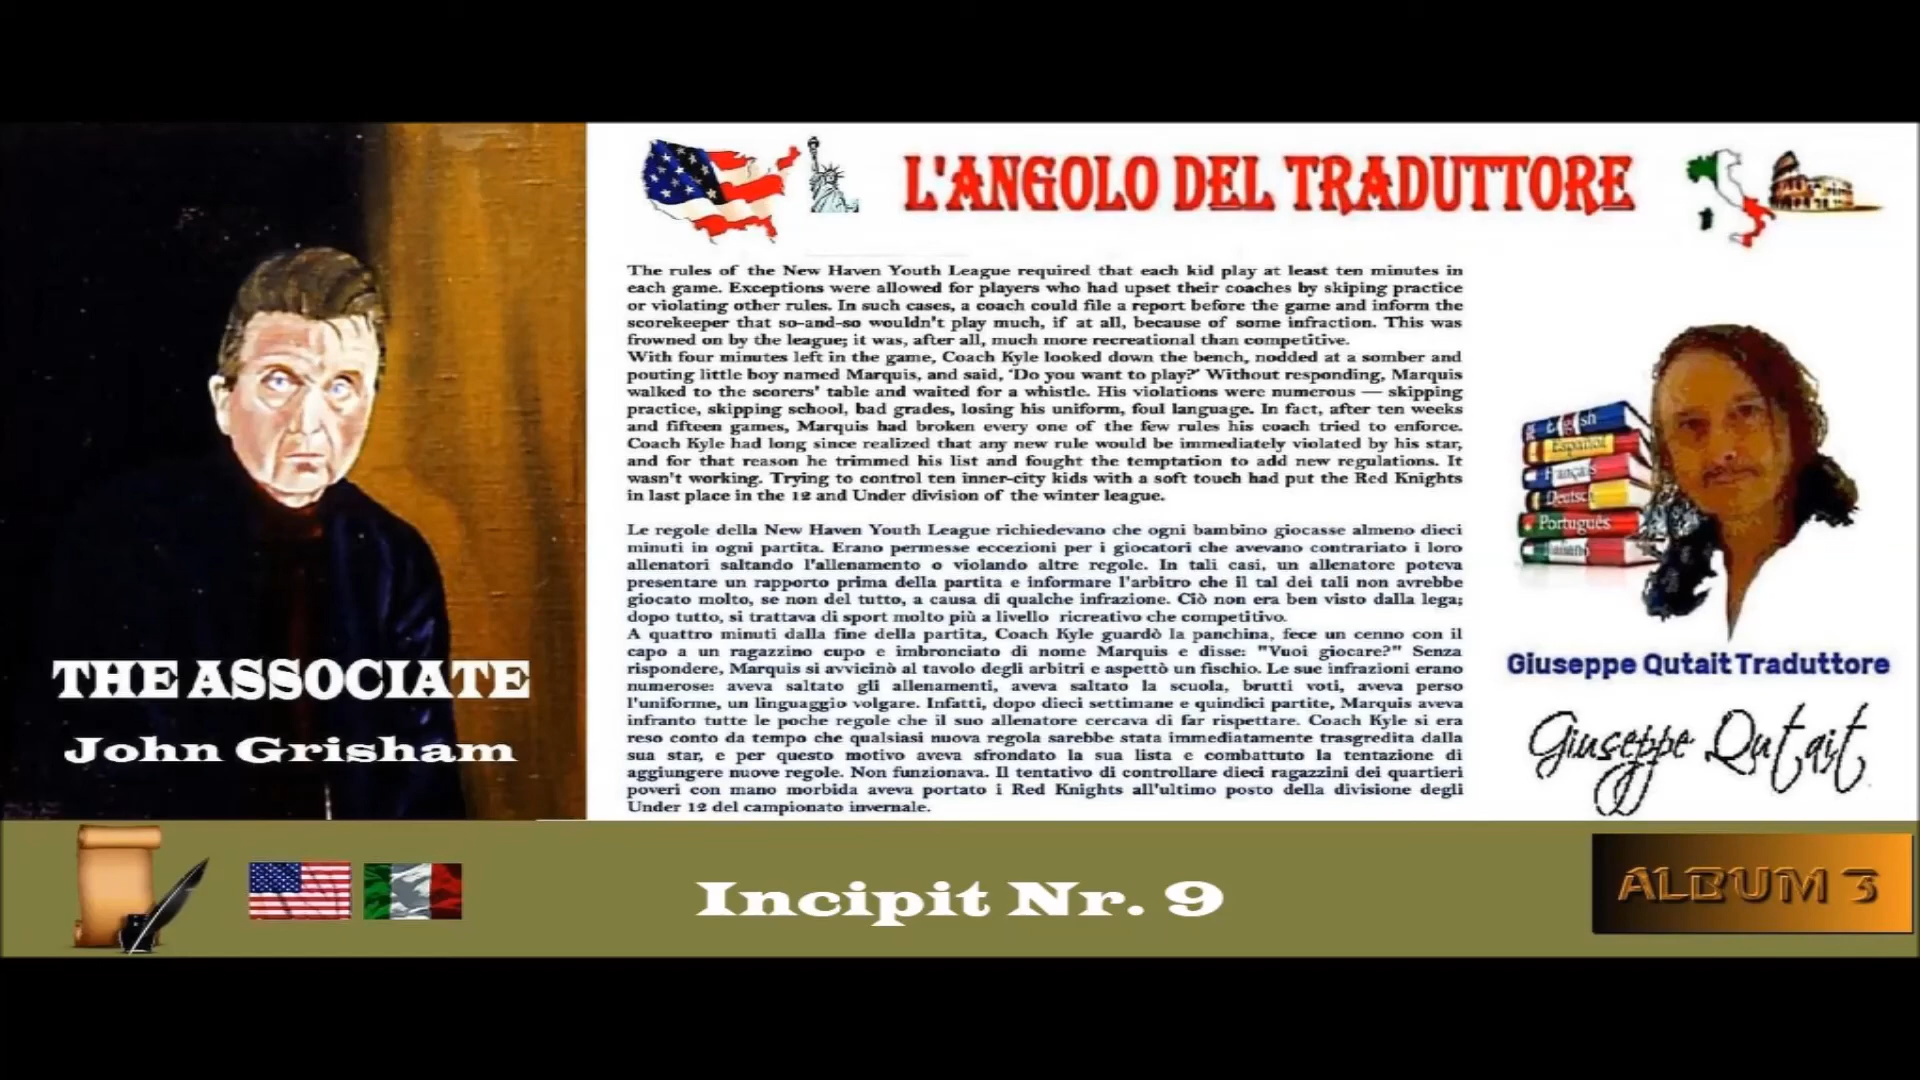 L'ANGOLO DEL TRADUTTORE
The rules of the New Haven Youth League required that each kid play at least ten minutes in
each game. Exceptions were allowed for players who had upset their coaches by skiping practice
or violating other rules. In such cases, a coach could file a report before the game and inform the
scorekeeper that so-and-so wouldn't play much, if at all, because of some infraction. This was
frowned on by the league; it was, after all, much more recreational than competitive.
With four minutes left in the game, Coach Kyle looked down the bench, nodded at a somber and
pouting little boy named Marquis, and said, 'Do you want to play?' Without responding, Marquis
walked to the scorers' table and waited for a whistle. His violations were numerous — skipping
practice, skipping school, bad grades, losing his uniform, foul language. In fact, after ten weeks
and fifteen games, Marquis had broken every one of the few rules his coach tried to enforce.
Coach Kyle had long since realized that any new rule would be immediately violated by his star,
and for that reason he trimmed his list and fought the temptation to add new regulations. It
wasn't working. Trying to control ten inner-city kids with a soft touch had put the Red Knights
in last place in the 12 and Under division of the winter league.
Le regole della New Haven Youth League richiedevano che ogni bambino giocasse almeno dieci
minuti in ogni partita. Erano permesse eccezioni per i giocatori che avevano contrariato i loro
allenatori saltando l'allenamento o violando altre regole. In tali casi, un allenatore poteva
presentare un rapporto prima della partita e informare l'arbitro che il tal dei tali non avrebbe
giocato molto, se non del tutto, a causa di qualche infrazione. Ciò non era ben visto dalla lega;
dopo tutto, si trattava di sport molto più a livello ricreativo che competitivo.
A quattro minuti dalla fine della partita, Coach Kyle guardò la panchina, fece un cenno con il
capo a un ragazzino cupo e imbronciato di nome Marquis e disse: "Vuoi giocare?" Senza
rispondere, Marquis si avvicinò al tavolo degli arbitri e aspettò un fischio. Le sue infrazioni erano
numerose: aveva saltato gli allenamenti, aveva saltato la scuola, brutti voti, aveva perso
l'uniforme, un linguaggio volgare. Infatti, dopo dieci settimane e quindici partite, Marquis aveva
infranto tutte le poche regole che il suo allenatore cercava di far rispettare. Coach Kyle si era
reso conto da tempo che qualsiasi nuova regola sarebbe stata immediatamente trasgredita dalla
sua star, e per questo motivo aveva sfrondato la sua lista e combattuto la tentazione di
aggiungere nuove regole. Non funzionava. Il tentativo di controllare dieci ragazzini dei quartieri
poveri con mano morbida aveva portato i Red Knights all'ultimo posto della divisione degli
Under 12 del campionato invernale.
THE ASSOCIATE
John Grisham
English
Español
Français
Deutsch
Português
Giuseppe Qutait Traduttore
Giuseppe Qutait
Incipit Nr. 9
ALBUM 3